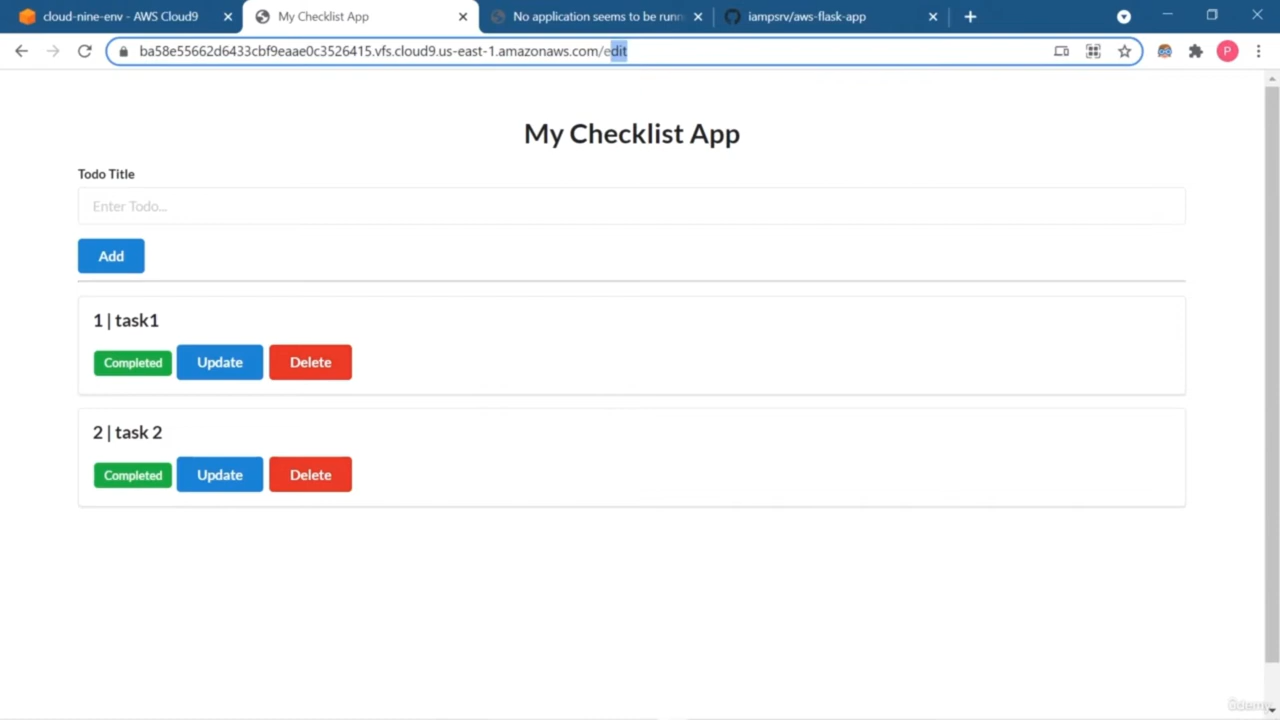 cloud-nine-env - AWS Cloud9
My Checklist App
No application seems to be runn
iampsrv/aws-flask-app
ba58e55662d6433cbf9eaae0c3526415.vfs.cloud9.us-east-1.amazonaws.com/edit
P
My Checklist App
Todo Title
Enter Todo...
Add
1 | task1
Completed Update Delete
2 | task 2
Completed Update Delete
ûdemy